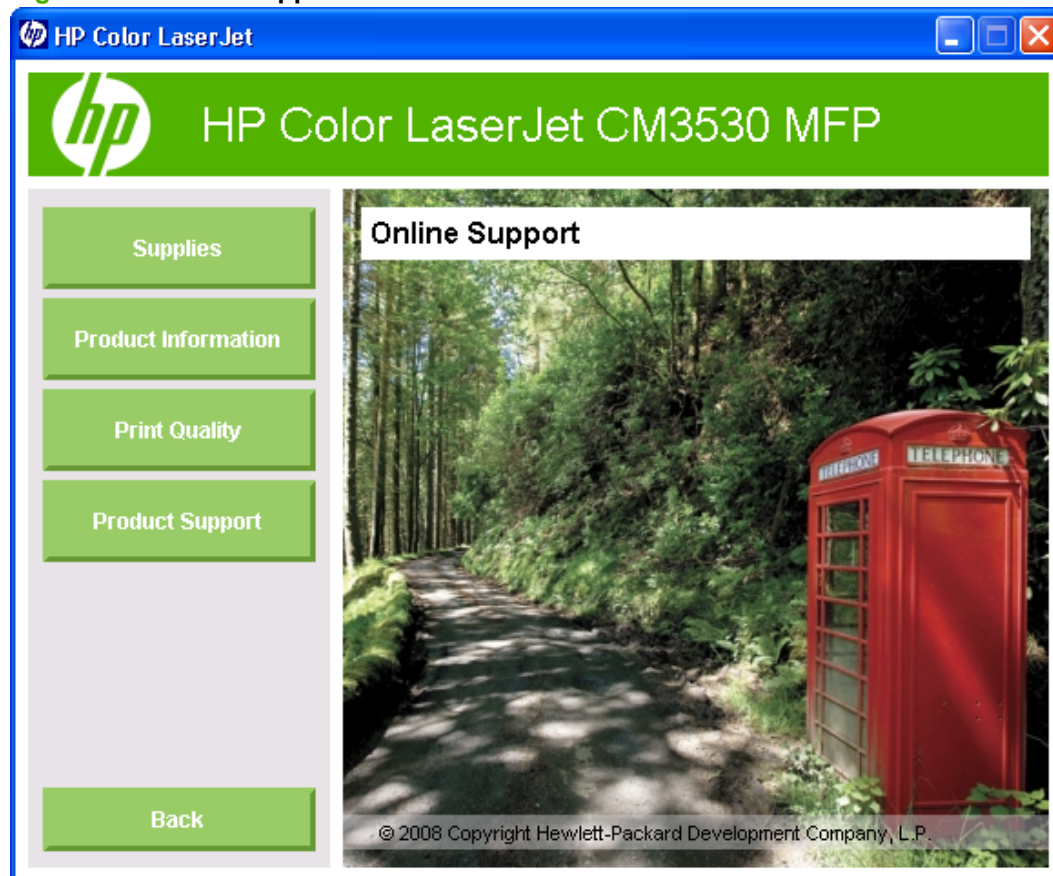 HP Color LaserJet
hp
HP Color LaserJet CM3530 MFP
Supplies
Product Information
Print Quality
Product Support
Back
Online Support
TELEPHONE
TELEPHONE
© 2008 Copyright Hewlett-Packard Development Company, L.P.